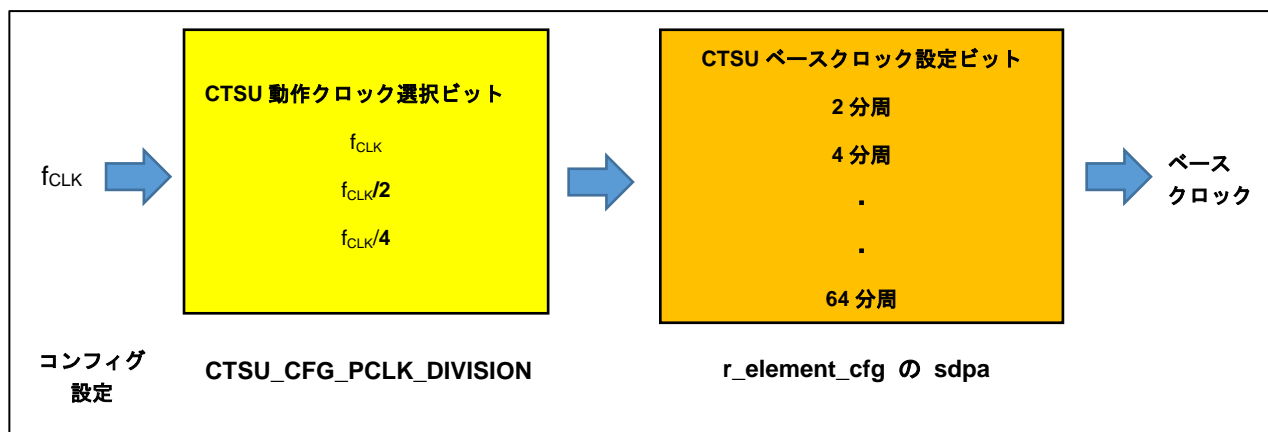 fCLK
CTSU 動作クロック選択ビット
fCLK
fCLK/2
fCLK/4
CTSU ベースクロック設定ビット
2 分周
4 分周
.
.
64 分周
ベース
クロック
コンフィグ
設定
CTSU_CFG_PCLK_DIVISION
r_element_cfg の sdpa